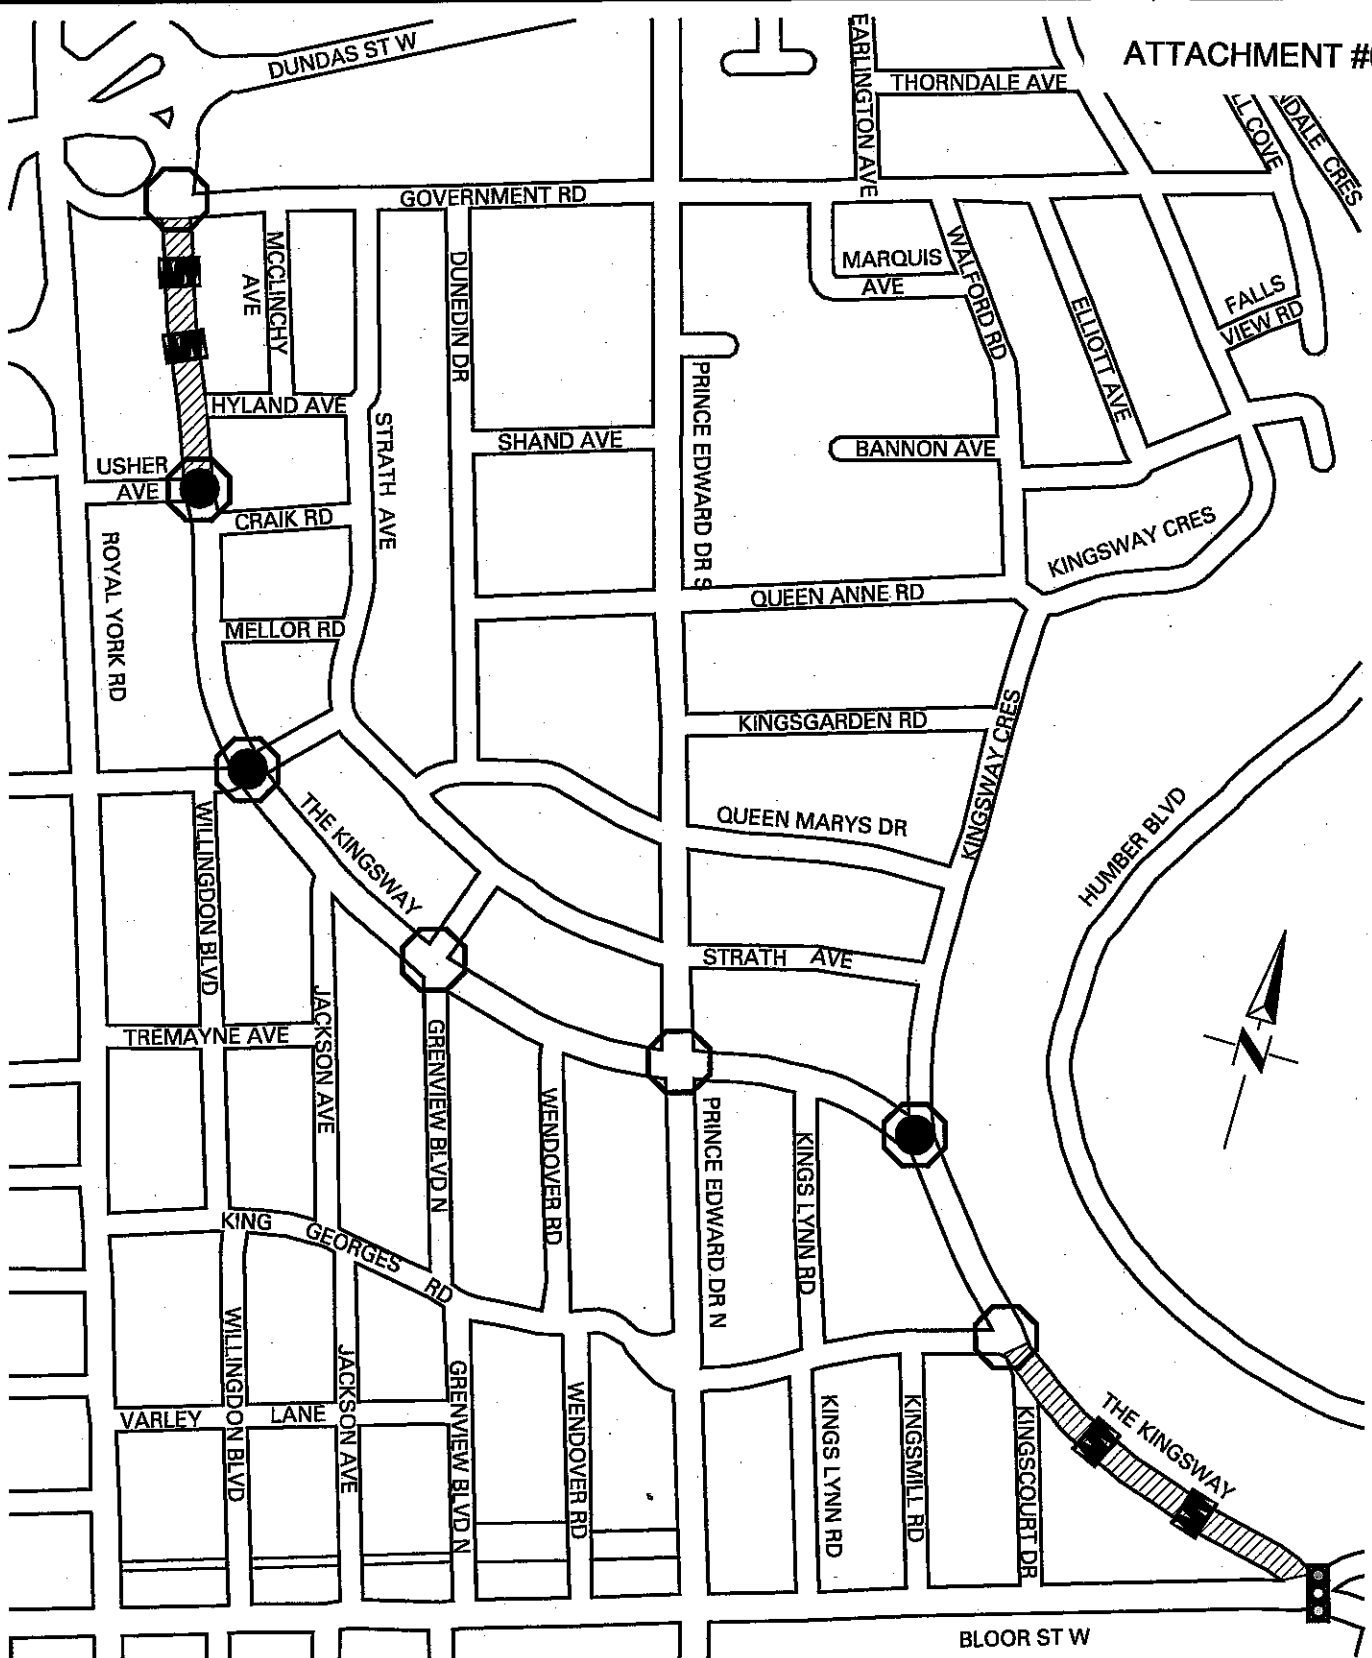 ATTACHMENT #
DUNDAS ST W
EARLINGTON AVE
THORNDALE AVE
LL COVE
NDALE CRES
GOVERNMENT RD
MCCLINCHY
AVE
DUNEDIN DR
MARQUIS
AVE
WALFORD RD
ELLIOTT AVE
FALLS
VIEW RD
HYLAND AVE
STRATH AVE
PRINCE EDWARD DR S
SHAND AVE
BANNON AVE
USHER
AVE
CRAIK RD
KINGSWAY CRES
ROYAL YORK RD
QUEEN ANNE RD
MELLOR RD
KINGSGARDEN RD
KINGSWAY CRES
THE KINGSWAY
WILLINGDON BLVD
QUEEN MARYS DR
HUMBER BLVD
STRATH AVE
N
JACKSON AVE
TREMAYNE AVE
GRENVIEW BLVD N
WENDOVER RD
PRINCE EDWARD DR N
KINGS LYNN RD
KING
GEORGES
RD
WILLINGDON BLVD
JACKSON AVE
GRENVIEW BLVD N
WENDOVER RD
KINGS LYNN RD
KINGSMILL RD
KINGSCOURT DR
THE KINGSWAY
VARLEY LANE
BLOOR ST W